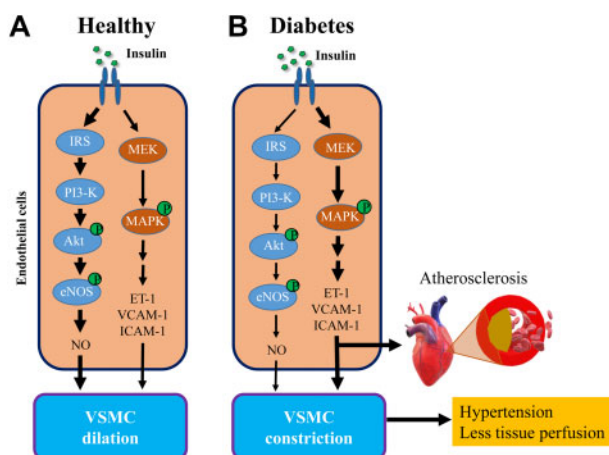 A
Healthy
Insulin
Endothelial cells
IRS
MEK
PI3-K
P
MAPK
P
Akt
P
eNOS
ET-1
VCAM-1
ICAM-1
NO
VSMC
dilation
B
Diabetes
Insulin
IRS
MEK
PI3-K
P
MAPK
P
Akt
P
eNOS
ET-1
VCAM-1
ICAM-1
NO
VSMC
constriction
Atherosclerosis
Hypertension
Less tissue perfusion